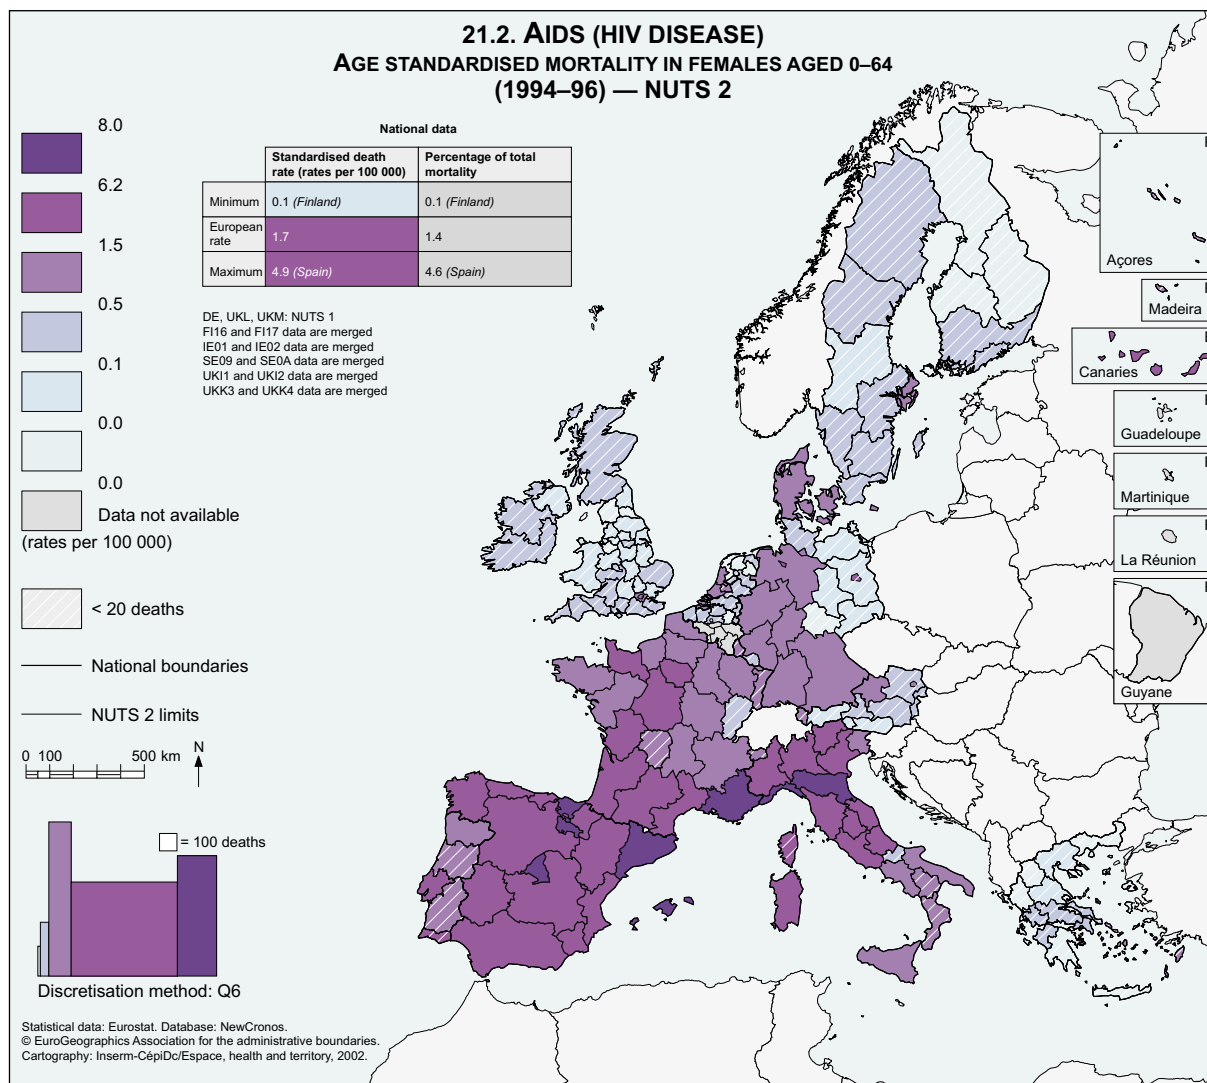 21.2. AIDS (HIV DISEASE)
AGE STANDARDISED MORTALITY IN FEMALES AGED 0–64
(1994–96) — NUTS 2
8.0
6.2
1.5
0.5
0.1
0.0
0.0
Data not available
(rates per 100 000)
< 20 deaths
National boundaries
NUTS 2 limits
0 100 500 km N
National data
Standardised death rate (rates per 100 000) Percentage of total mortality
Minimum 0.1 (Finland) 0.1 (Finland)
European rate 1.7 1.4
Maximum 4.9 (Spain) 4.6 (Spain)
DE, UKL, UKM: NUTS 1
FI16 and FI17 data are merged
IE01 and IE02 data are merged
SE09 and SE0A data are merged
UKI1 and UKI2 data are merged
UKK3 and UKK4 data are merged
Açores
Madeira
Canaries
Guadeloupe
Martinique
La Réunion
Guyane
= 100 deaths
Discretisation method: Q6
Statistical data: Eurostat. Database: NewCronos.
© EuroGeographics Association for the administrative boundaries.
Cartography: Inserm-CépiDc/Espace, health and territory, 2002.